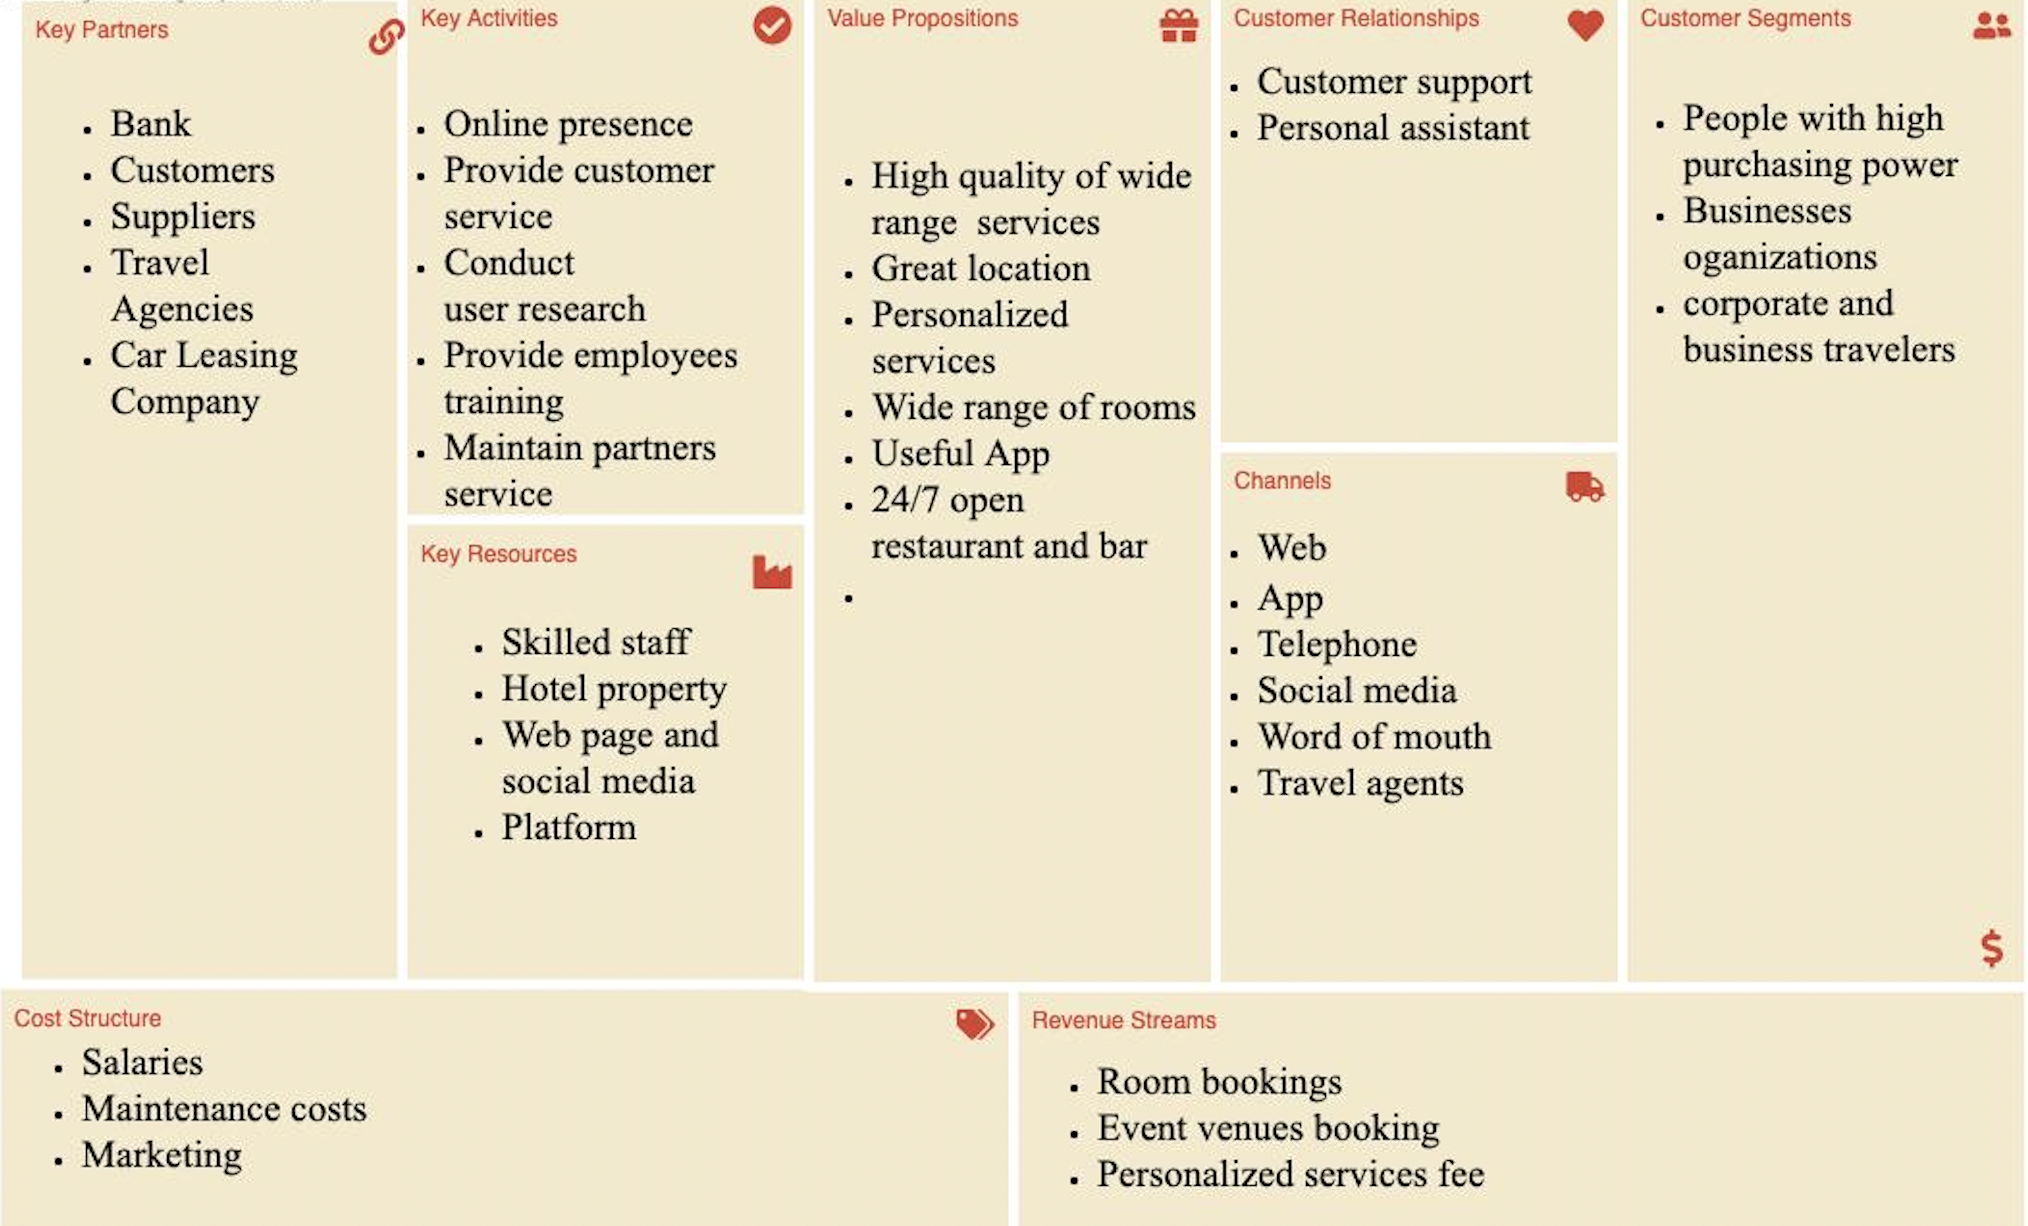 Key Partners
• Bank
• Customers
• Suppliers
• Travel
Agencies
• Car Leasing
Company
Key Activities
• Online presence
• Provide customer
service
• Conduct
user research
• Provide employees
training
• Maintain partners
service
Key Resources
• Skilled staff
• Hotel property
• Web page and
social media
• Platform
Value Propositions
• High quality of wide
range services
• Great location
• Personalized
services
• Wide range of rooms
• Useful App
• 24/7 open
restaurant and bar
•
Customer Relationships
• Customer support
• Personal assistant
Channels
• Web
• App
• Telephone
• Social media
• Word of mouth
• Travel agents
Customer Segments
• People with high
purchasing power
• Businesses
oganizations
• corporate and
business travelers
$
Cost Structure
• Salaries
• Maintenance costs
• Marketing
Revenue Streams
• Room bookings
• Event venues booking
• Personalized services fee